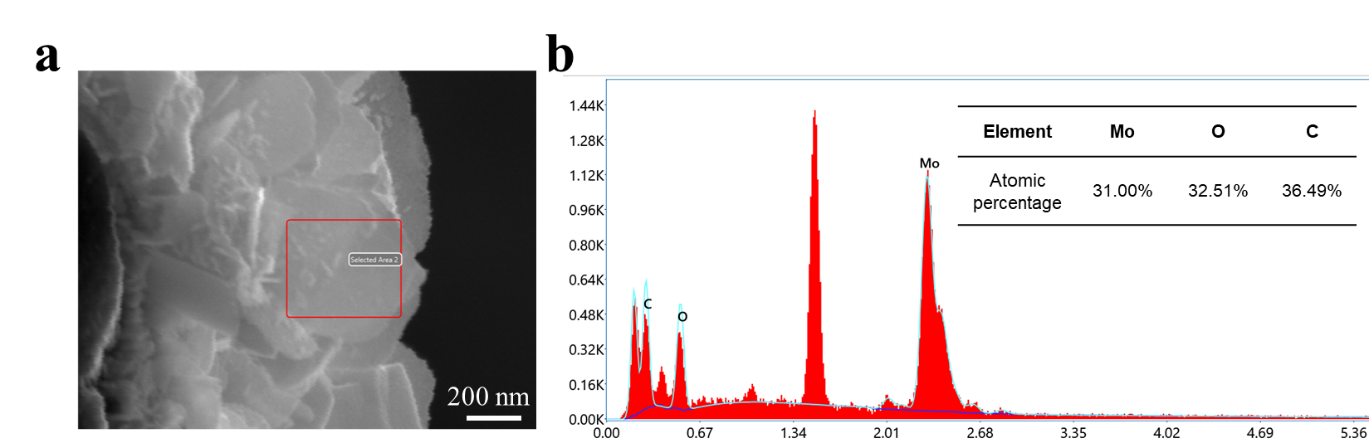 a
b
Selected Area 2
200 nm
1.44K
1.28K
1.12K
0.96K
0.80K
0.64K
0.48K
0.32K
0.16K
0.00K
C
O
Mo
Element Mo O C
Atomic
percentage
31.00% 32.51% 36.49%
0.00 0.67 1.34 2.01 2.68 3.35 4.02 4.69 5.36